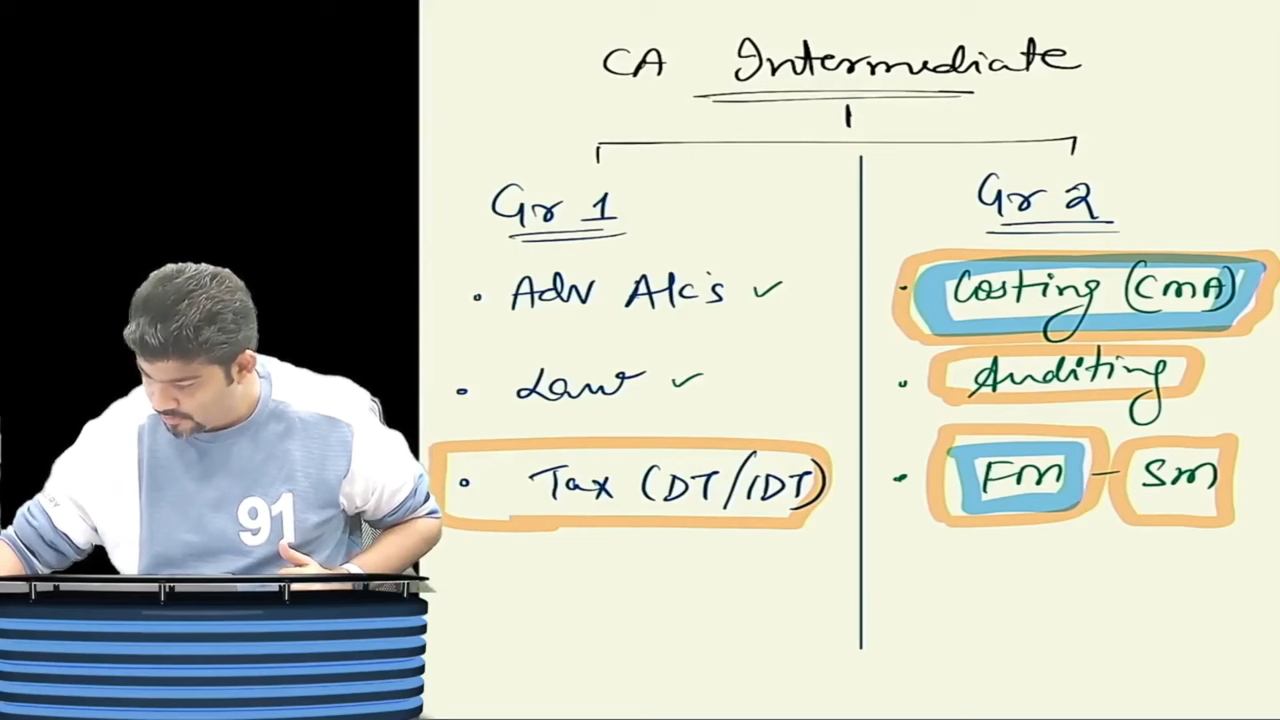 CA Intermediate
Gr 1
• Adv A/c's ✓
• Law ✓
• Tax (DT/IDT)
Gr 2
• Costing (CMA)
• Auditing
• FM - SM
91